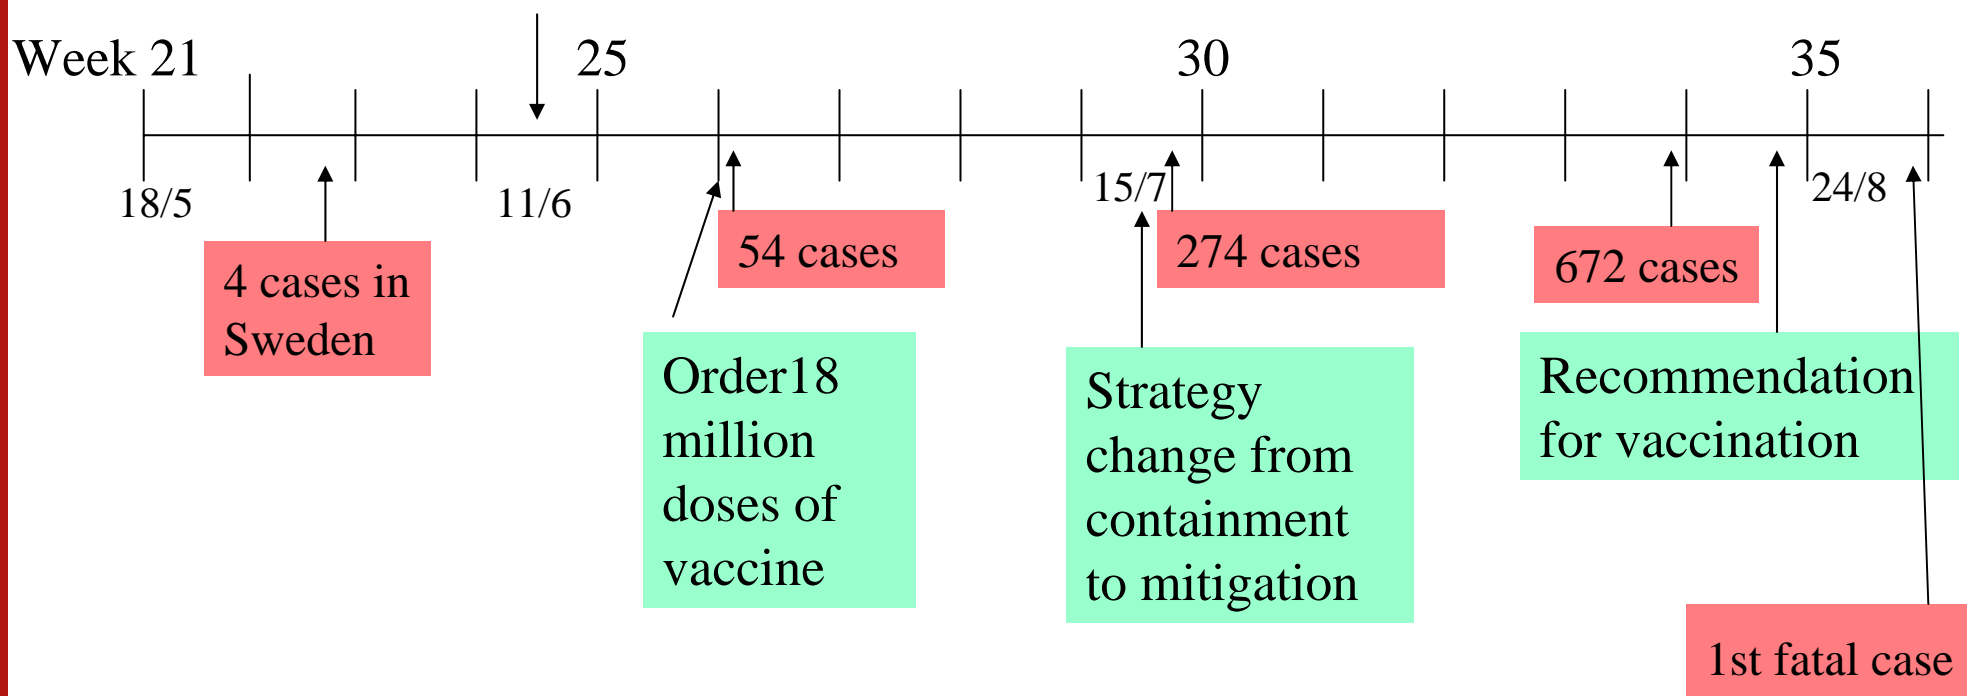 Week 21
25
30
35
18/5
11/6
15/7
24/8
4 cases in
Sweden
54 cases
274 cases
672 cases
Order18
million
doses of
vaccine
Strategy
change from
containment
to mitigation
Recommendation
for vaccination
1st fatal case